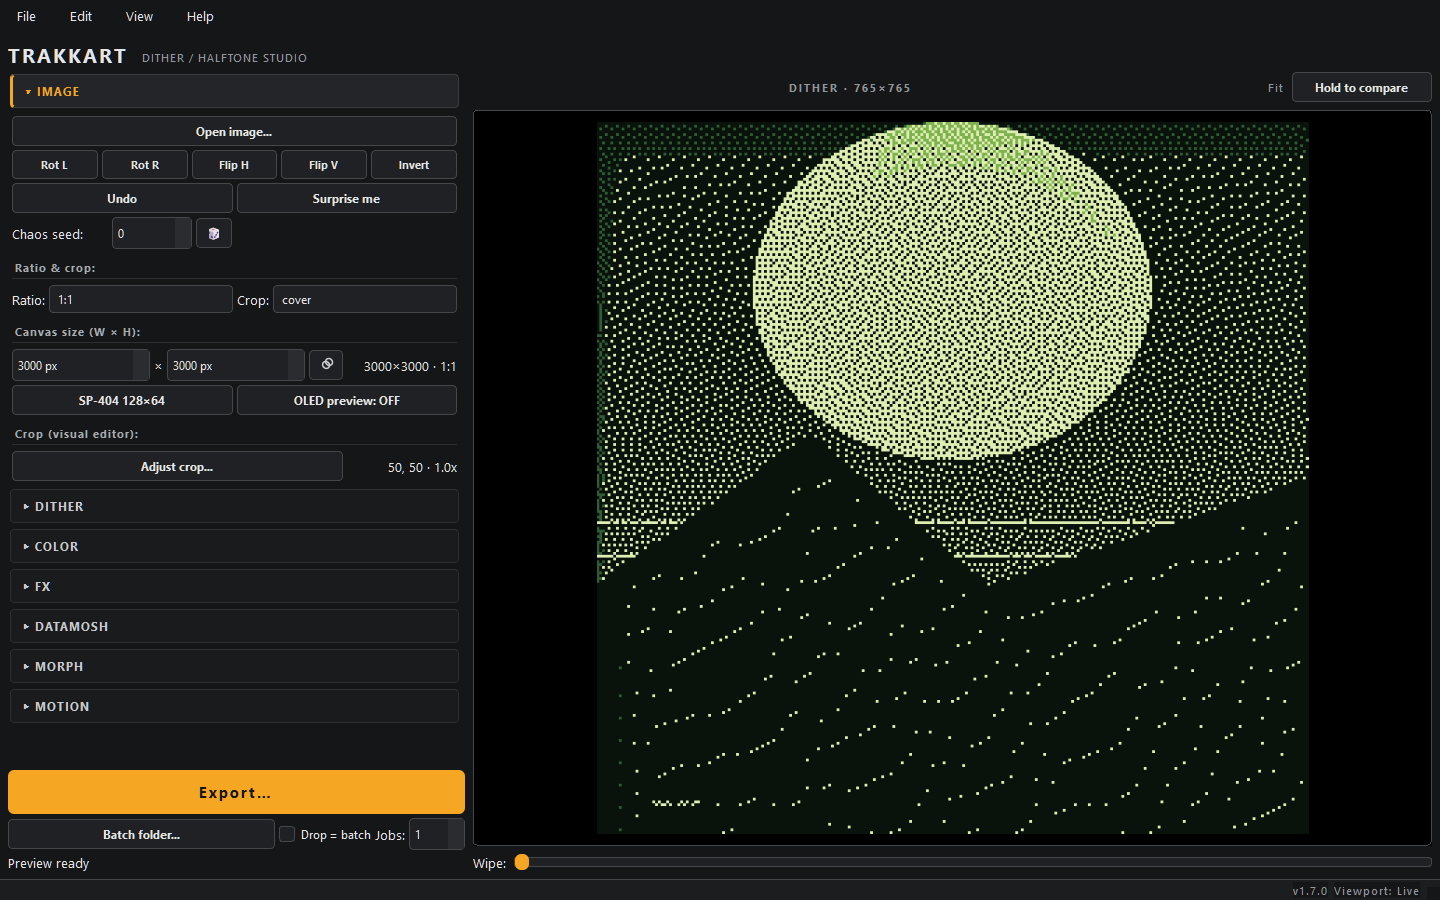 File Edit View Help
TRAKKART DITHER / HALFTONE STUDIO
IMAGE
Open image...
Rot L Rot R Flip H Flip V Invert
Undo Surprise me
Chaos seed: 0
Ratio & crop:
Ratio: 1:1 Crop: cover
Canvas size (W × H):
3000 px × 3000 px 3000×3000 · 1:1
SP-404 128×64 OLED preview: OFF
Crop (visual editor):
Adjust crop... 50, 50 · 1.0x
DITHER
COLOR
FX
DATAMOSH
MORPH
MOTION
Export...
Batch folder... Drop = batch Jobs: 1
Preview ready
DITHER · 765×765 Fit Hold to compare
Wipe:
v1.7.0 Viewport: Live